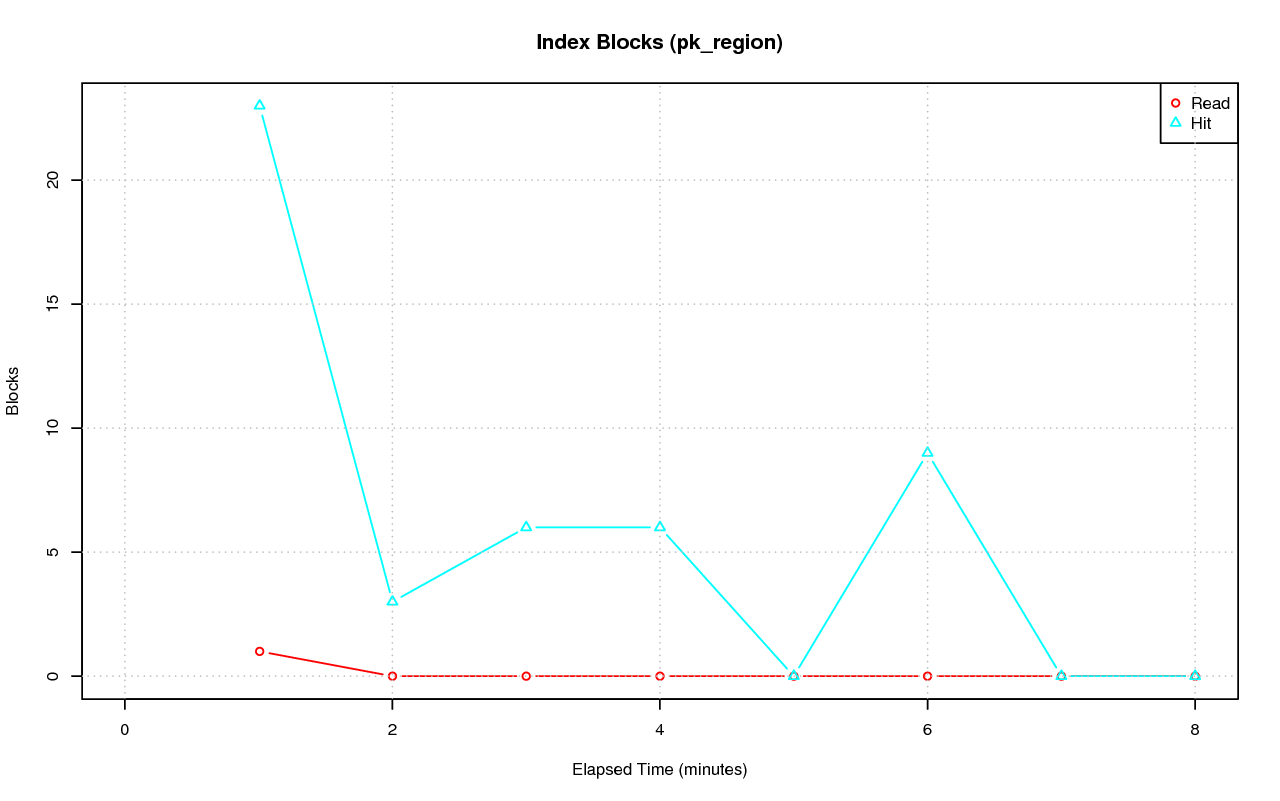 Index Blocks (pk_region)
Read
Hit
Blocks
20
15
10
5
0
0 2 4 6 8
Elapsed Time (minutes)